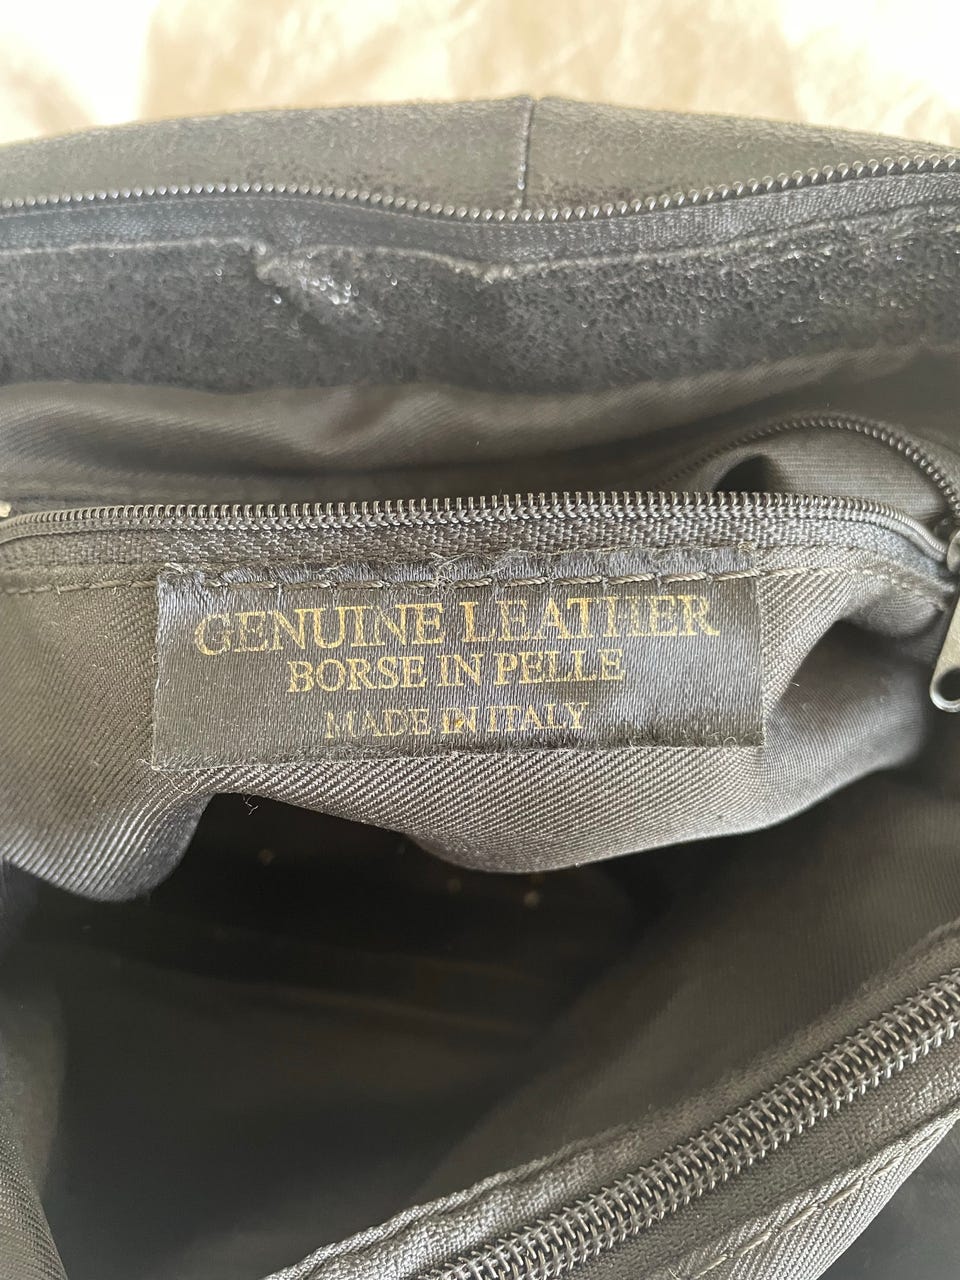 GENUINE LEATHER
BORSE IN PELLE
MADE IN ITALY